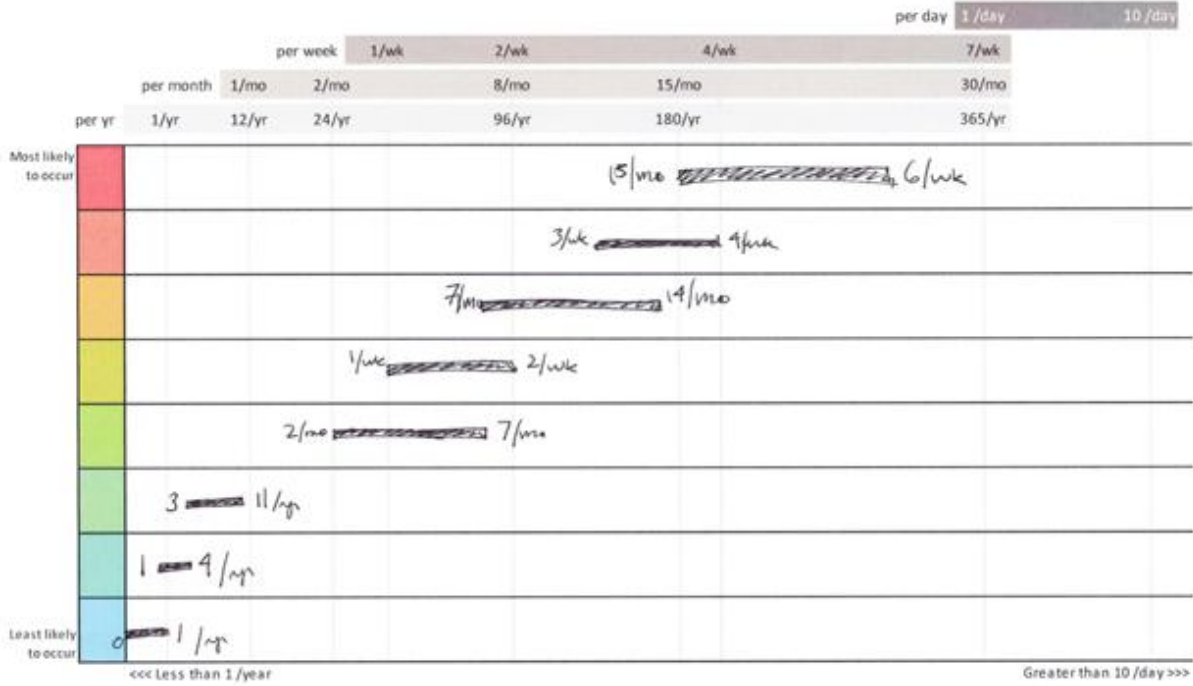 per day 1 /day 10 /day
per week 1/wk 2/wk 4/wk 7/wk
per month 1/mo 2/mo 8/mo 15/mo 30/mo
per yr 1/yr 12/yr 24/yr 96/yr 180/yr 365/yr
Most likely
to occur
15/mo 6/wk
3/wk 4/wk
7/mo 14/mo
1/wk 2/wk
2/mo 7/mo
3 11/yr
1 4/yr
Least likely
to occur
0 1/yr
<<< Less than 1 /year Greater than 10 /day >>>